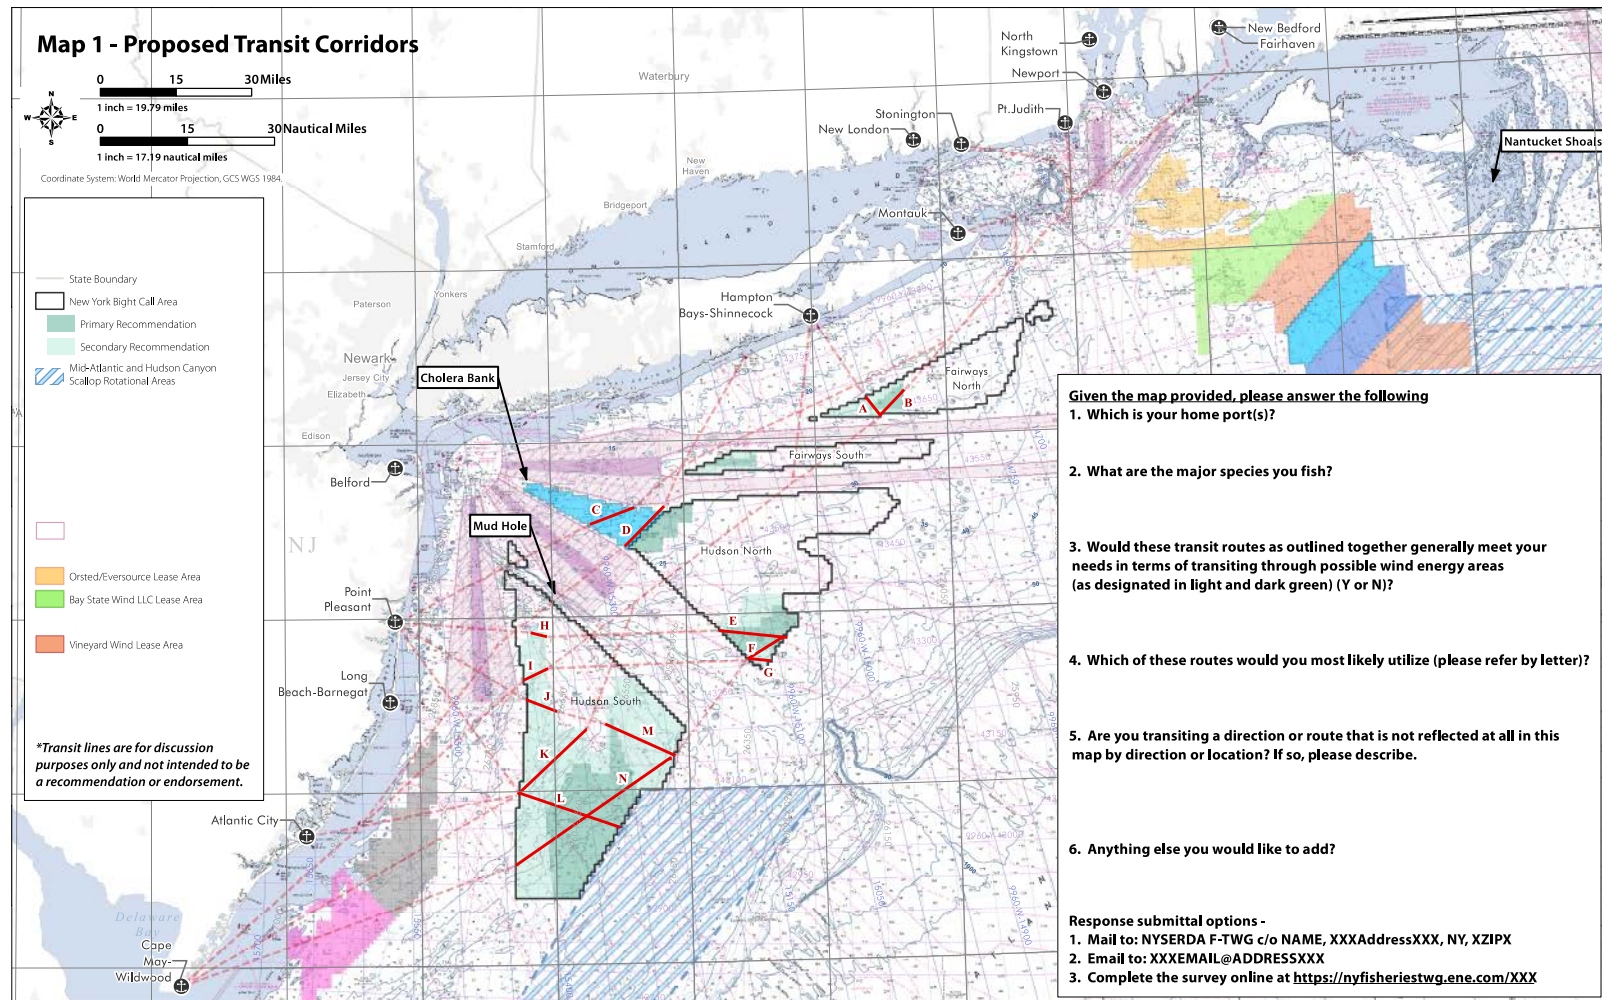 Map 1 - Proposed Transit Corridors
0 15 30 Miles
1 inch = 19.79 miles
0 15 30 Nautical Miles
1 inch = 17.19 nautical miles
Coordinate System: World Mercator Projection, GCS WGS 1984.
N
W E
S
State Boundary
New York Bight Call Area
Primary Recommendation
Secondary Recommendation
Mid-Atlantic and Hudson Canyon
Scallop Rotational Areas
Orsted/Eversource Lease Area
Bay State Wind LLC Lease Area
Vineyard Wind Lease Area
*Transit lines are for discussion
purposes only and not intended to be
a recommendation or endorsement.
Waterbury
New
Haven
Bridgeport
Stamford
Yonkers
Paterson
Newark
Jersey City
Elizabeth
Edison
NJ
North
Kingstown
New Bedford
Fairhaven
Newport
Pt.Judith
Stonington
New London
Montauk
Hampton
Bays-Shinnecock
Nantucket Shoals
Cholera Bank
Mud Hole
Belford
Point
Pleasant
Long
Beach-Barnegat
Atlantic City
Delaware
Bay
Cape
May-
Wildwood
Fairways
North
Fairways South
Hudson North
Hudson South
A
B
C
D
E
F
G
H
I
J
K
L
M
N
Given the map provided, please answer the following
1. Which is your home port(s)?
2. What are the major species you fish?
3. Would these transit routes as outlined together generally meet your
needs in terms of transiting through possible wind energy areas
(as designated in light and dark green) (Y or N)?
4. Which of these routes would you most likely utilize (please refer by letter)?
5. Are you transiting a direction or route that is not reflected at all in this
map by direction or location? If so, please describe.
6. Anything else you would like to add?
Response submittal options -
1. Mail to: NYSERDA F-TWG c/o NAME, XXXAddressXXX, NY, XZIPX
2. Email to: XXXEMAIL@ADDRESSXXX
3. Complete the survey online at https://nyfisheriestwg.ene.com/XXX